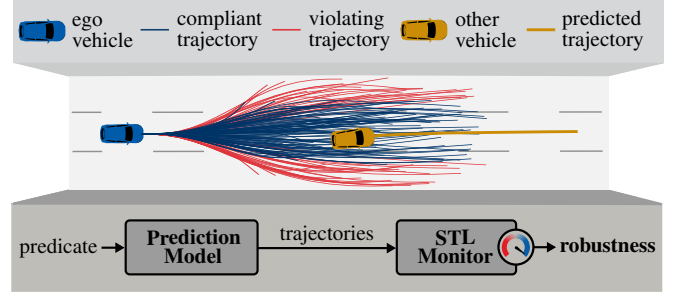 ego vehicle
compliant trajectory
violating trajectory
other vehicle
predicted trajectory
predicate
Prediction Model
trajectories
STL Monitor
robustness